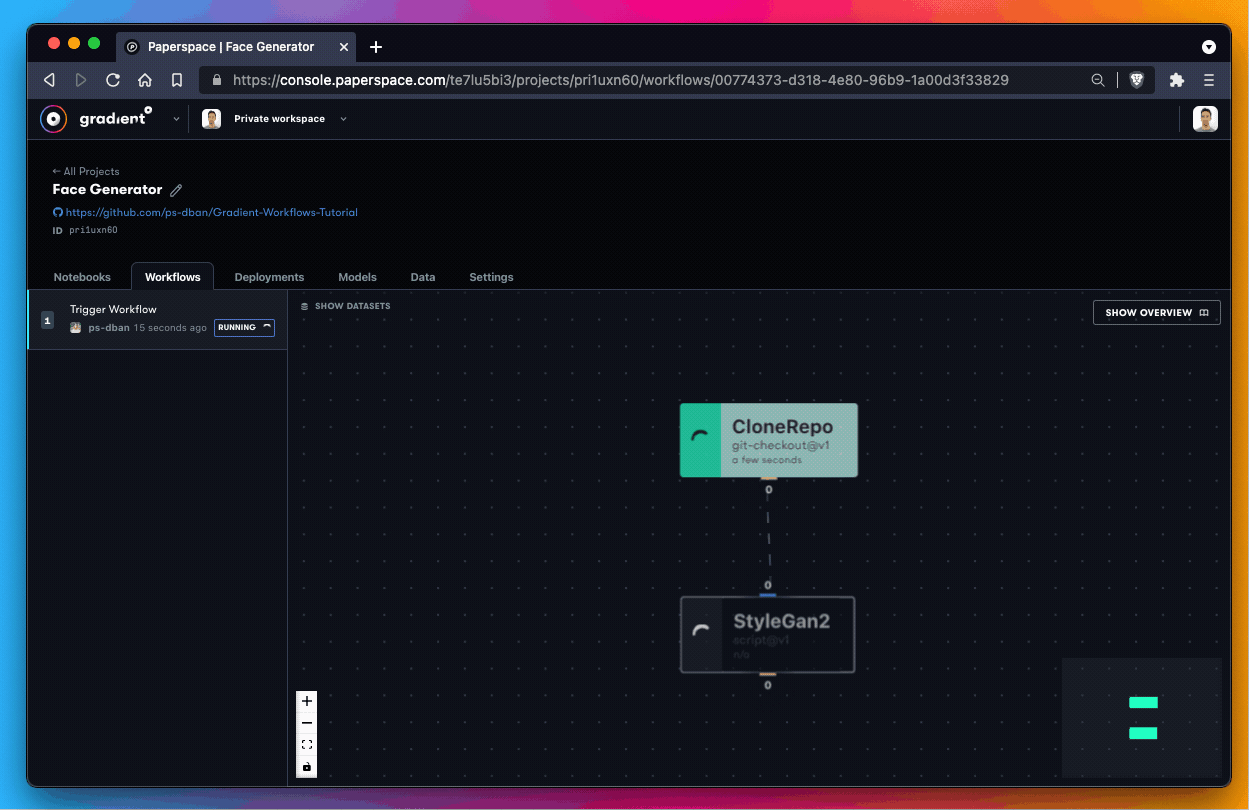 Paperspace | Face Generator
https://console.paperspace.com/te7lu5bi3/projects/pri1uxn60/workflows/00774373-d318-4e80-96b9-1a00d3f33829
gradient
Private workspace
← All Projects
Face Generator
https://github.com/ps-dban/Gradient-Workflows-Tutorial
ID pri1uxn60
Notebooks Workflows Deployments Models Data Settings
1
Trigger Workflow
ps-dban 15 seconds ago RUNNING
SHOW DATASETS
SHOW OVERVIEW
CloneRepo
git-checkout@v1
a few seconds
0
0
StyleGan2
script@v1
n/a
0